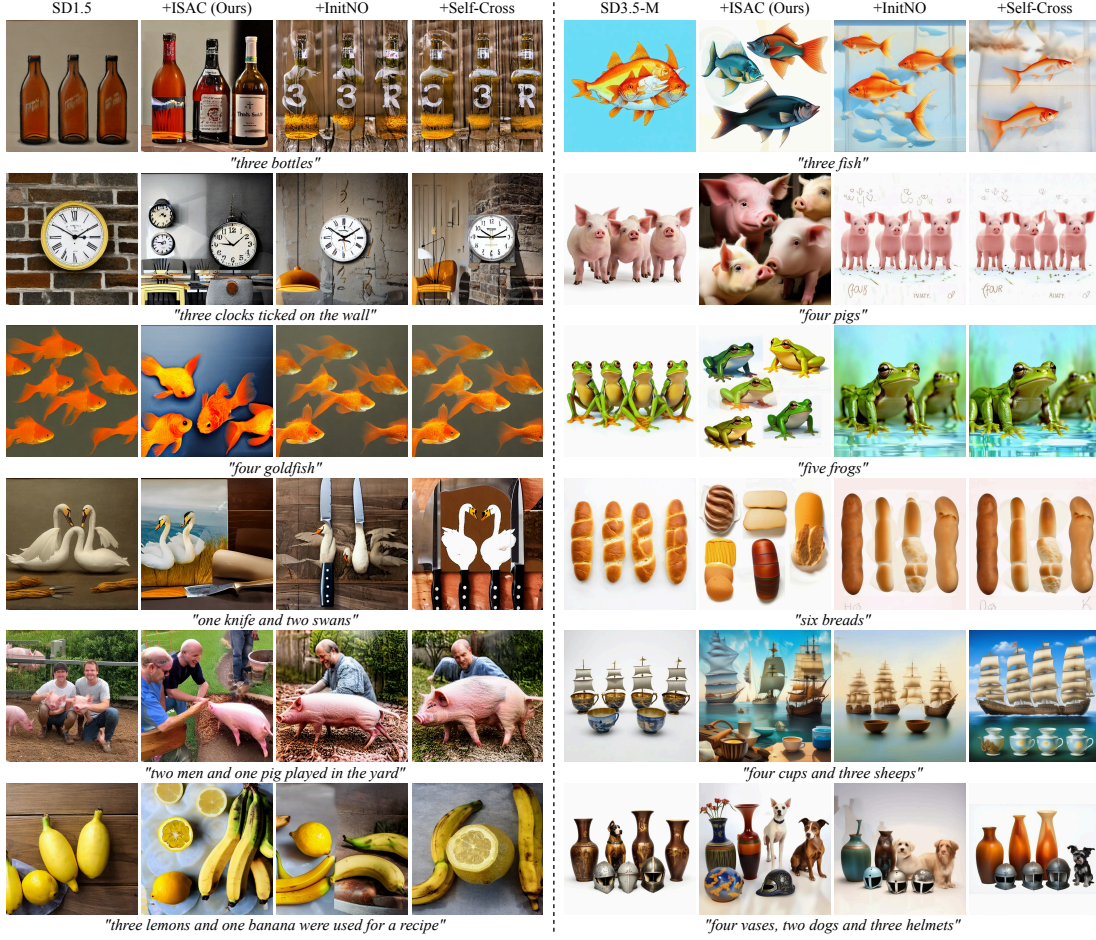 SD1.5 +ISAC (Ours) +InitNO +Self-Cross SD3.5-M +ISAC (Ours) +InitNO +Self-Cross
3 3 R C 3 R
"three bottles" "three fish"
"three clocks ticked on the wall" "four pigs"
"four goldfish" "five frogs"
"one knife and two swans" "six breads"
"two men and one pig played in the yard" "four cups and three sheeps"
"three lemons and one banana were used for a recipe" "four vases, two dogs and three helmets"